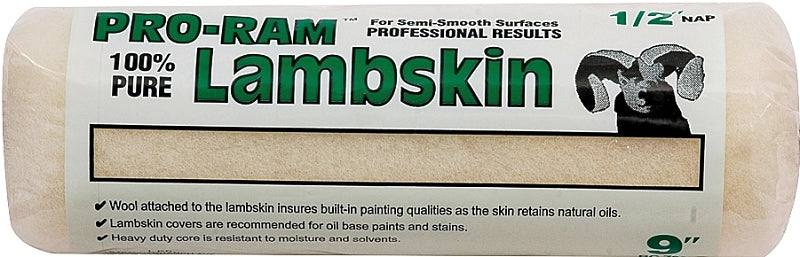 PRO-RAM™
For Semi-Smooth Surfaces
PROFESSIONAL RESULTS
1/2" NAP
100%
PURE
Lambskin
✔ Wool attached to the lambskin insures built-in painting qualities as the skin retains natural oils.
✔ Lambskin covers are recommended for oil base paints and stains.
✔ Heavy duty core is resistant to moisture and solvents.
9"